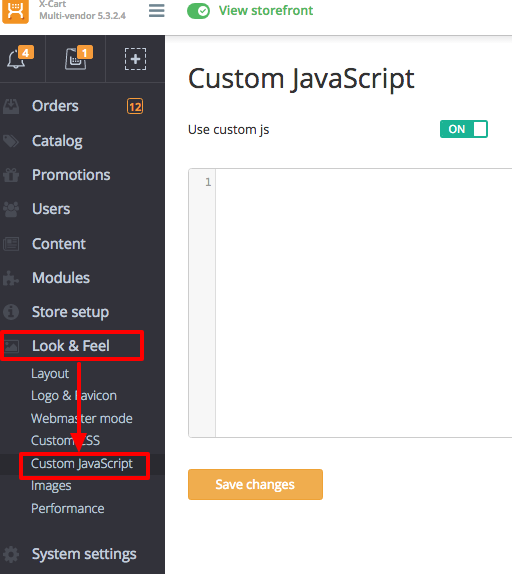 X-Cart
Multi-vendor 5.3.2.4
View storefront
4
1
Orders 12
Catalog
Promotions
Users
Content
Modules
Store setup
Look & Feel
Layout
Logo & Favicon
Webmaster mode
Custom CSS
Custom JavaScript
Images
Performance
System settings
Custom JavaScript
Use custom js ON
1
Save changes